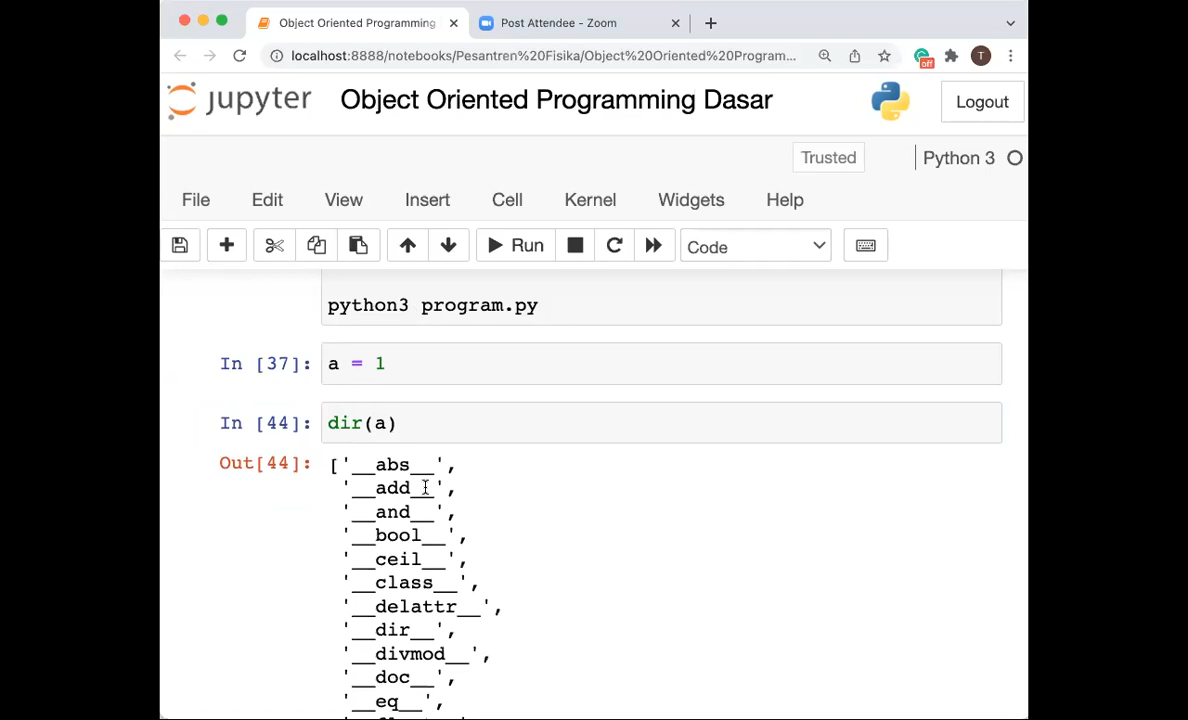 Object Oriented Programming
Post Attendee - Zoom
localhost:8888/notebooks/Pesantren%20Fisika/Object%20Oriented%20Program...
off
T
jupyter
Object Oriented Programming Dasar
Logout
Trusted
Python 3
File Edit View Insert Cell Kernel Widgets Help
Run
Code
python3 program.py
In [37]: a = 1
In [44]: dir(a)
Out[44]: ['__abs__',
'__add__',
'__and__',
'__bool__',
'__ceil__',
'__class__',
'__delattr__',
'__dir__',
'__divmod__',
'__doc__',
'__eq__',